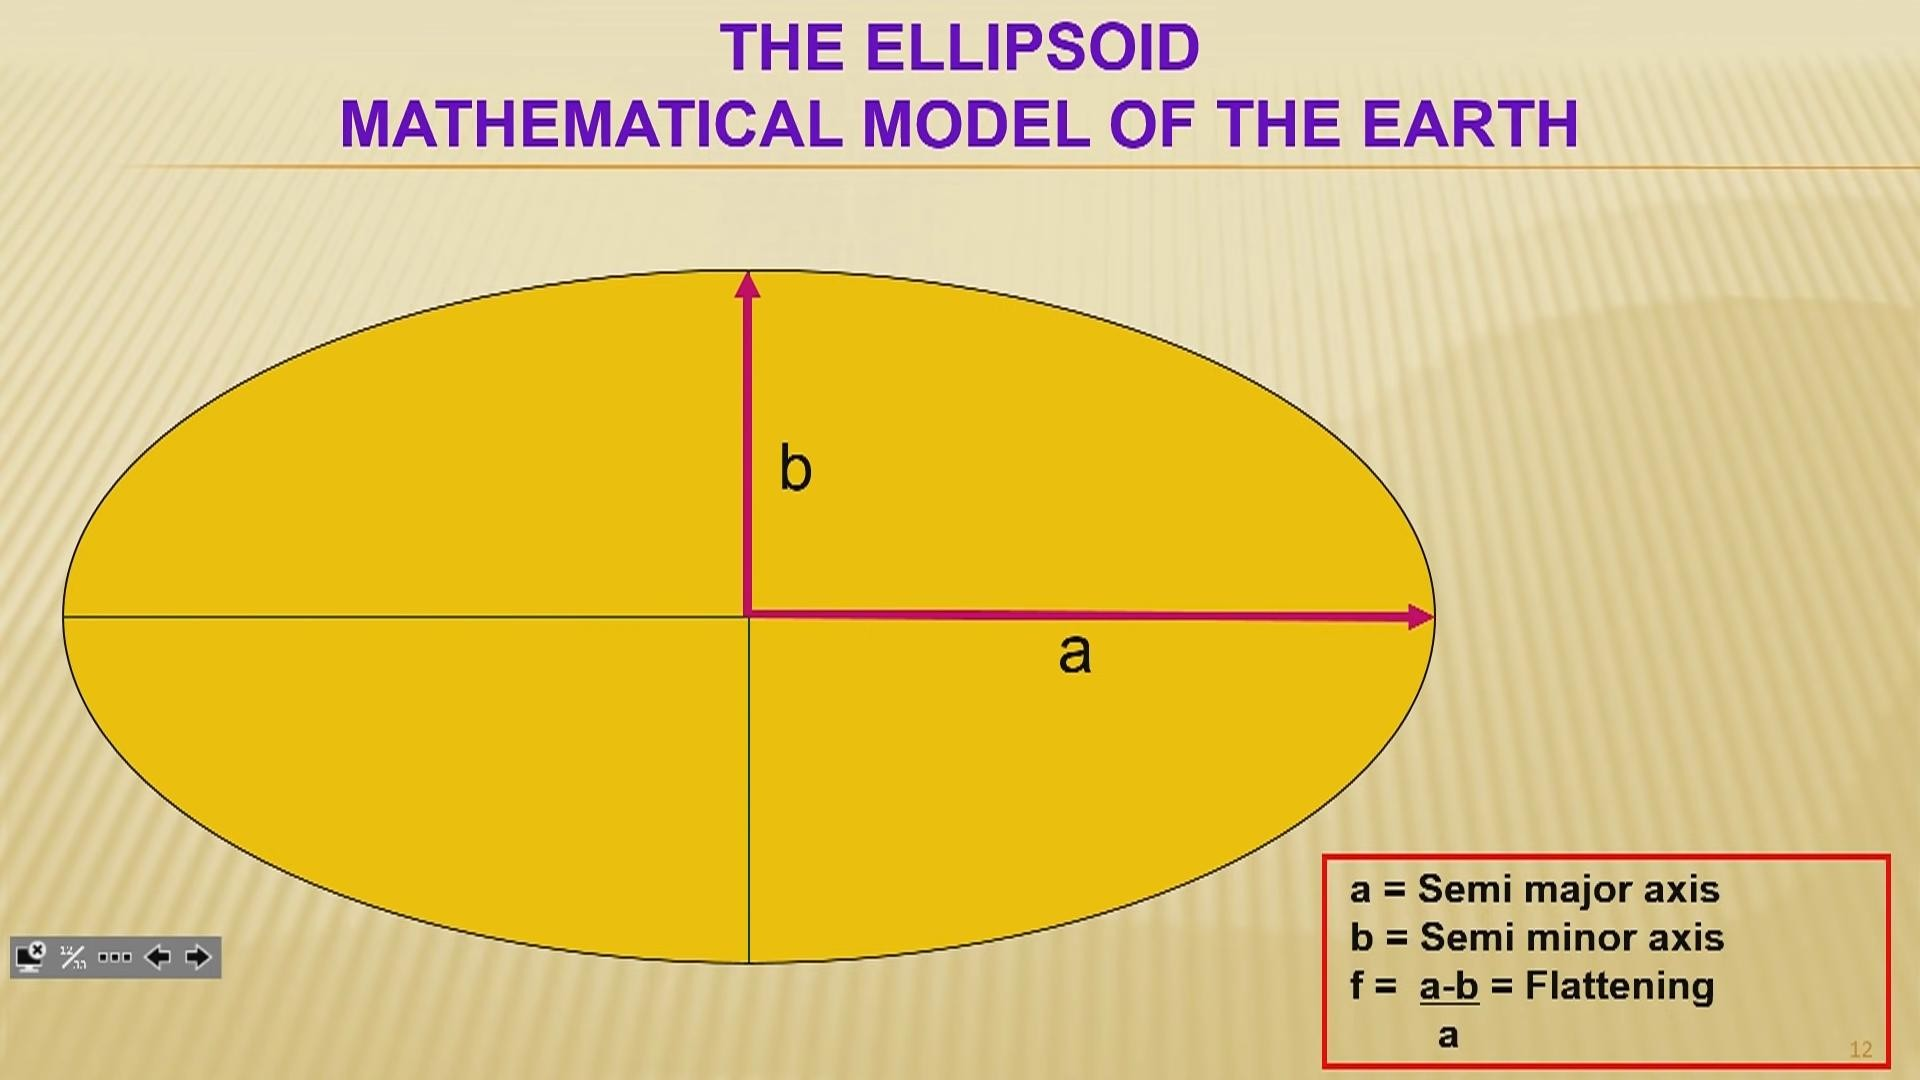 THE ELLIPSOID
MATHEMATICAL MODEL OF THE EARTH
b
a
a = Semi major axis
b = Semi minor axis
f = a-b = Flattening
a
12